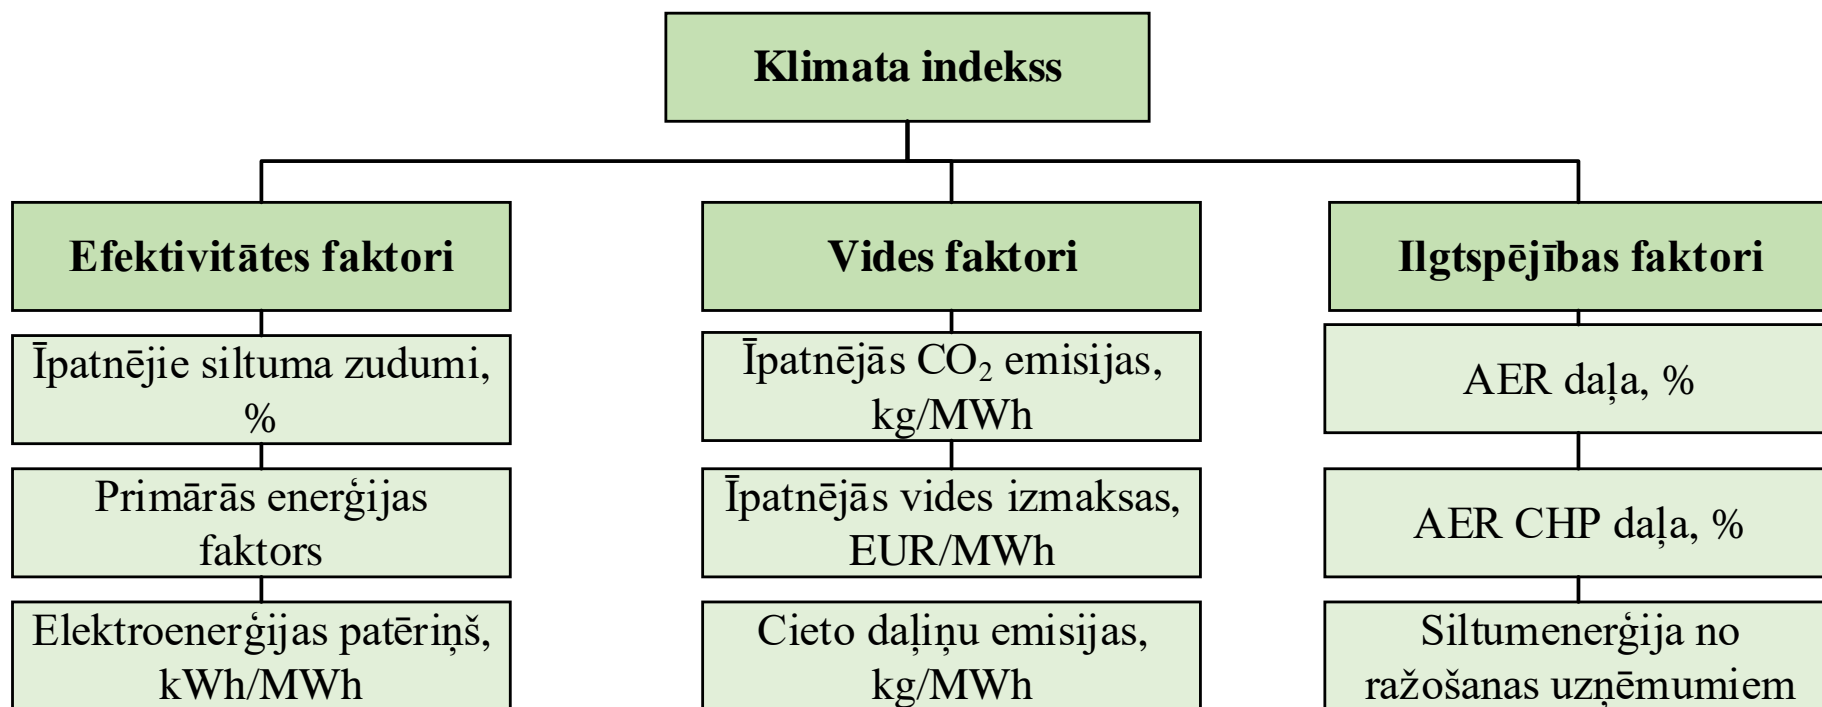 Klimata indekss
Efektivitātes faktori
Īpatnējie siltuma zudumi,
%
Primārās enerģijas
faktors
Elektroenerģijas patēriņš,
kWh/MWh
Vides faktori
Īpatnējās CO₂ emisijas,
kg/MWh
Īpatnējās vides izmaksas,
EUR/MWh
Cieto daļiņu emisijas,
kg/MWh
Ilgtspējības faktori
AER daļa, %
AER CHP daļa, %
Siltumenerģija no
ražošanas uzņēmumiem